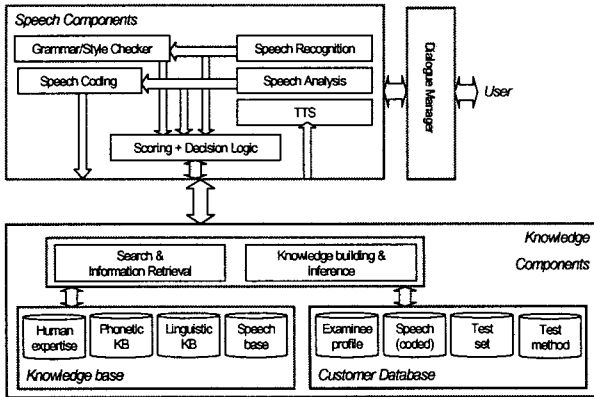 Speech Components
Grammar/Style Checker
Speech Recognition
Speech Coding
Speech Analysis
TTS
Scoring + Decision Logic
Dialogue Manager
User
Knowledge
Components
Search &
Information Retrieval
Knowledge building &
inference
Human
expertise
Phonetic
KB
Linguistic
KB
Speech
base
Knowledge base
Examinee
profile
Speech
(coded)
Test
set
Test
method
Customer Database